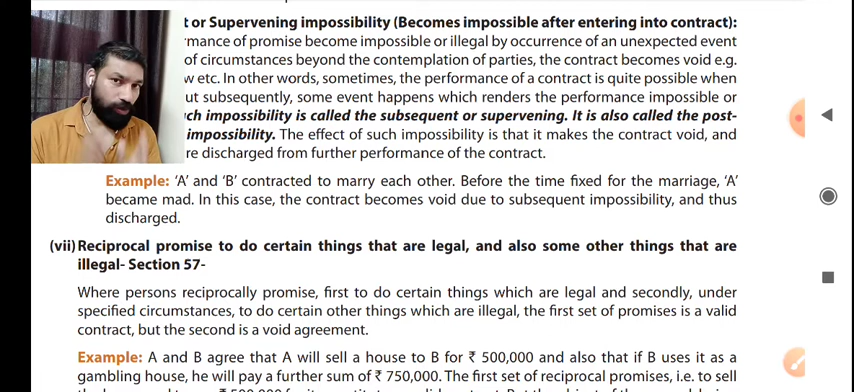 t or Supervening impossibility (Becomes impossible after entering into contract):
rmance of promise become impossible or illegal by occurrence of an unexpected event
of circumstances beyond the contemplation of parties, the contract becomes void e.g.
w etc. In other words, sometimes, the performance of a contract is quite possible when
ut subsequently, some event happens which renders the performance impossible or
ch impossibility is called the subsequent or supervening. It is also called the post-
impossibility. The effect of such impossibility is that it makes the contract void, and
re discharged from further performance of the contract.
Example: ‘A’ and ‘B’ contracted to marry each other. Before the time fixed for the marriage, ‘A’
became mad. In this case, the contract becomes void due to subsequent impossibility, and thus
discharged.
(vii) Reciprocal promise to do certain things that are legal, and also some other things that are
illegal- Section 57-
Where persons reciprocally promise, first to do certain things which are legal and secondly, under
specified circumstances, to do certain other things which are illegal, the first set of promises is a valid
contract, but the second is a void agreement.
Example: A and B agree that A will sell a house to B for ₹ 500,000 and also that if B uses it as a
gambling house, he will pay a further sum of ₹ 750,000. The first set of reciprocal promises, i.e. to sell